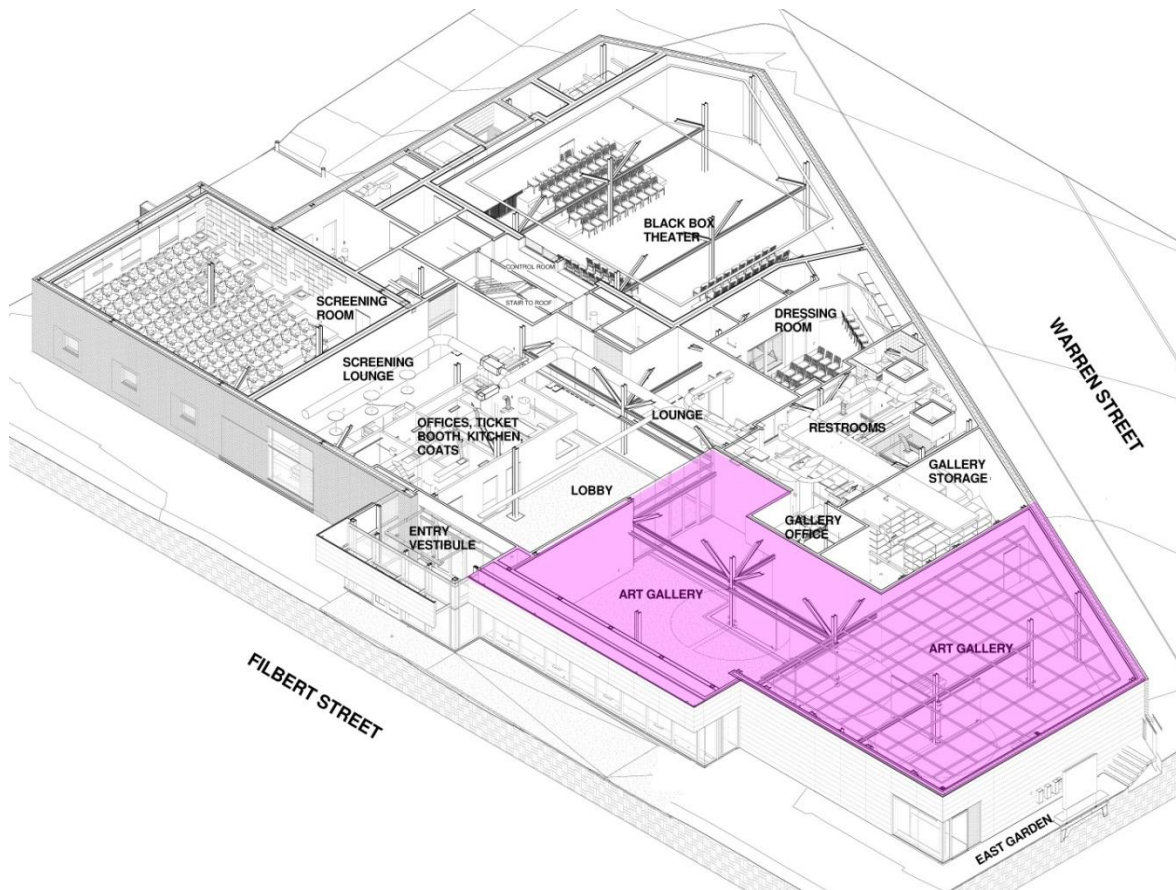 BLACK BOX
THEATER
CONTROL ROOM
STAIR TO ROOF
SCREENING
ROOM
DRESSING
ROOM
SCREENING
LOUNGE
WARREN STREET
LOUNGE
OFFICES, TICKET
BOOTH, KITCHEN,
COATS
RESTROOMS
GALLERY
STORAGE
LOBBY
GALLERY
OFFICE
ENTRY
VESTIBULE
ART GALLERY
ART GALLERY
FILBERT STREET
EAST GARDEN